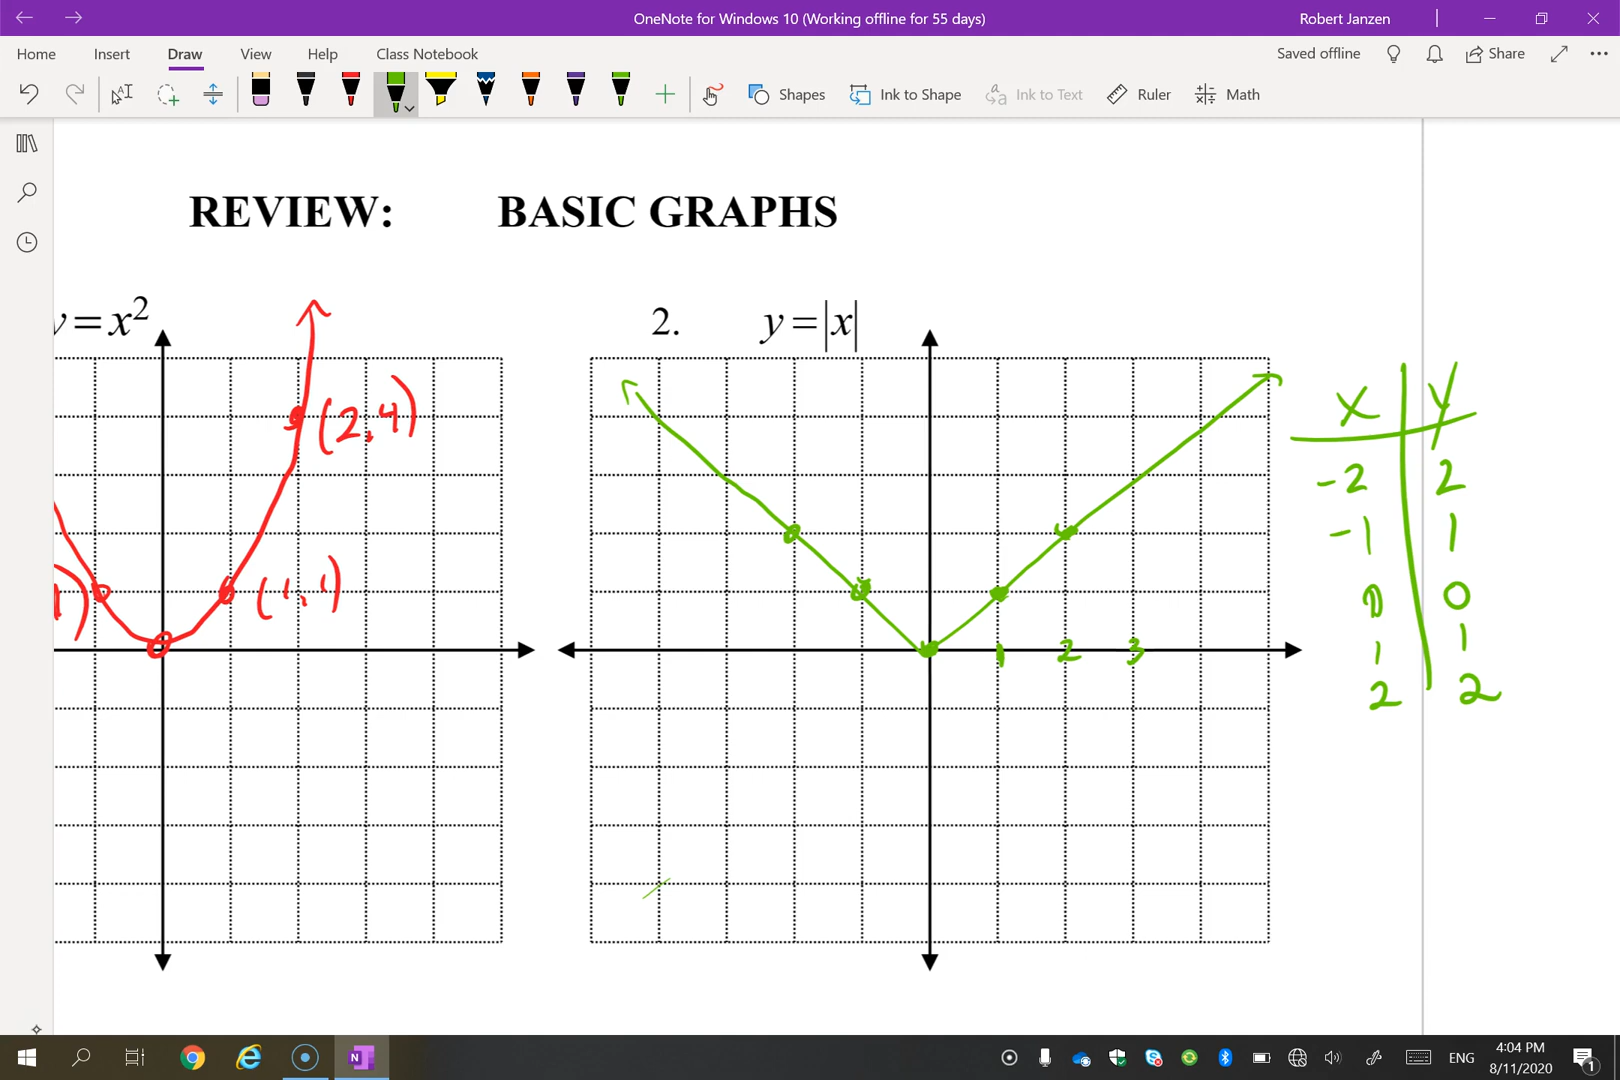 OneNote for Windows 10 (Working offline for 55 days)
Robert Janzen
Home Insert Draw View Help Class Notebook
Saved offline
Share
Shapes
Ink to Shape
Ink to Text
Ruler
Math
REVIEW: BASIC GRAPHS
y=x²
2. y=|x|
(2,4)
(1,1)
1 2 3
x y
-2 2
-1 1
0 0
1 1
2 2
ENG
4:04 PM
8/11/2020
1